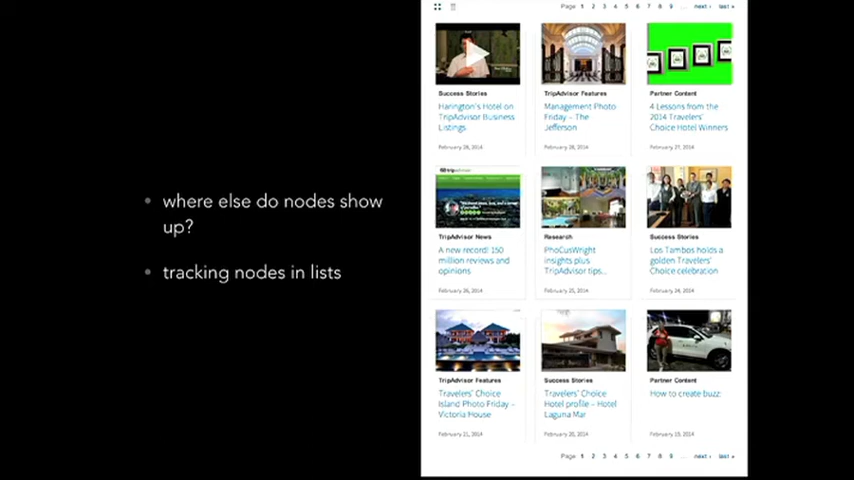 where else do nodes show
up?
tracking nodes in lists
Page 1 2 3 4 5 6 7 8 9 … next › last »
Success Stories
Harington's Hotel on
TripAdvisor Business
Listings
February 28, 2014
TripAdvisor Features
Management Photo
Friday – The
Jefferson
February 28, 2014
Partner Content
4 Lessons from the
2014 Travelers'
Choice Hotel Winners
February 27, 2014
TripAdvisor News
A new record! 150
million reviews and
opinions
February 26, 2014
Research
PhoCusWright
insights plus
TripAdvisor tips...
February 25, 2014
Success Stories
Los Tambos holds a
golden Travelers'
Choice celebration
February 24, 2014
TripAdvisor Features
Travelers' Choice
Island Photo Friday –
Victoria House
February 21, 2014
Success Stories
Travelers' Choice
Hotel profile – Hotel
Laguna Mar
February 20, 2014
Partner Content
How to create buzz:
February 19, 2014
Page 1 2 3 4 5 6 7 8 9 … next › last »